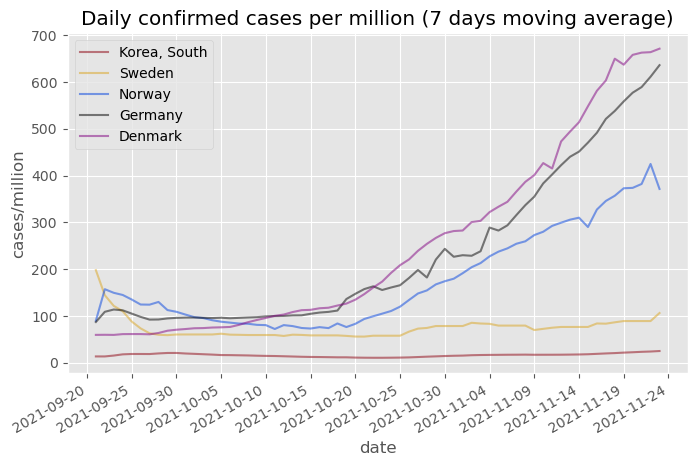 Daily confirmed cases per million (7 days moving average)
700
600
500
400
300
200
100
0
cases/million
Korea, South
Sweden
Norway
Germany
Denmark
2021-09-20
2021-09-25
2021-09-30
2021-10-05
2021-10-10
2021-10-15
2021-10-20
2021-10-25
2021-10-30
2021-11-04
2021-11-09
2021-11-14
2021-11-19
2021-11-24
date